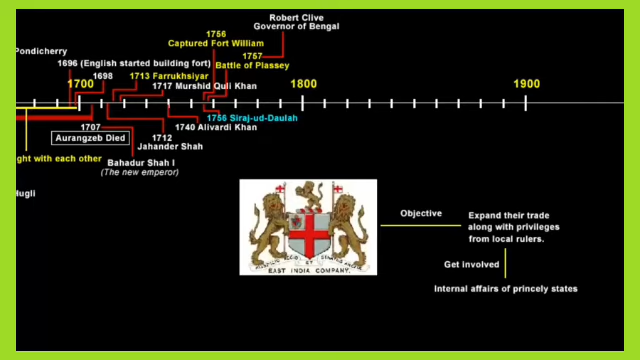 Robert Clive
Governor of Bengal
1756
Captured Fort William
Pondicherry
1757
Battle of Plassey
1696 (English started building fort)
1698
1700
1713 Farrukhsiyar
1717 Murshid Quli Khan
1800
1900
1756 Siraj-ud-Daulah
1707
1740 Alivardi Khan
Aurangzeb Died
1712
Jahander Shah
ght with each other
Bahadur Shah I
(The new emperor)
Hugli
EAST INDIA COMPANY.
Objective
Expand their trade
along with privileges
from local rulers.
Get involved
Internal affairs of princely states